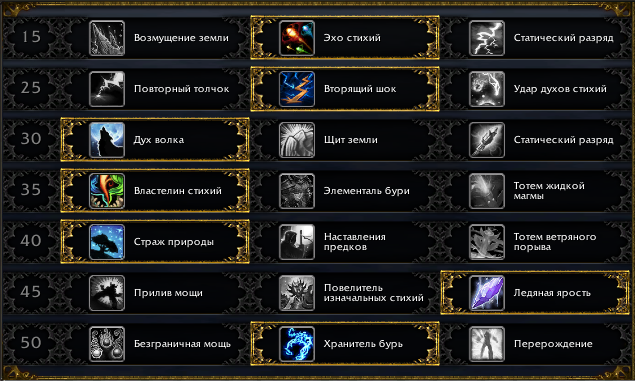 15 Возмущение земли Эхо стихий Статический разряд
25 Повторный толчок Вторящий шок Удар духов стихий
30 Дух волка Щит земли Статический разряд
35 Властелин стихий Элементаль бури Тотем жидкой
магмы
40 Страж природы Наставления
предков Тотем ветряного
порыва
45 Прилив мощи Повелитель
изначальных стихий Ледяная ярость
50 Безграничная мощь Хранитель бурь Перерождение